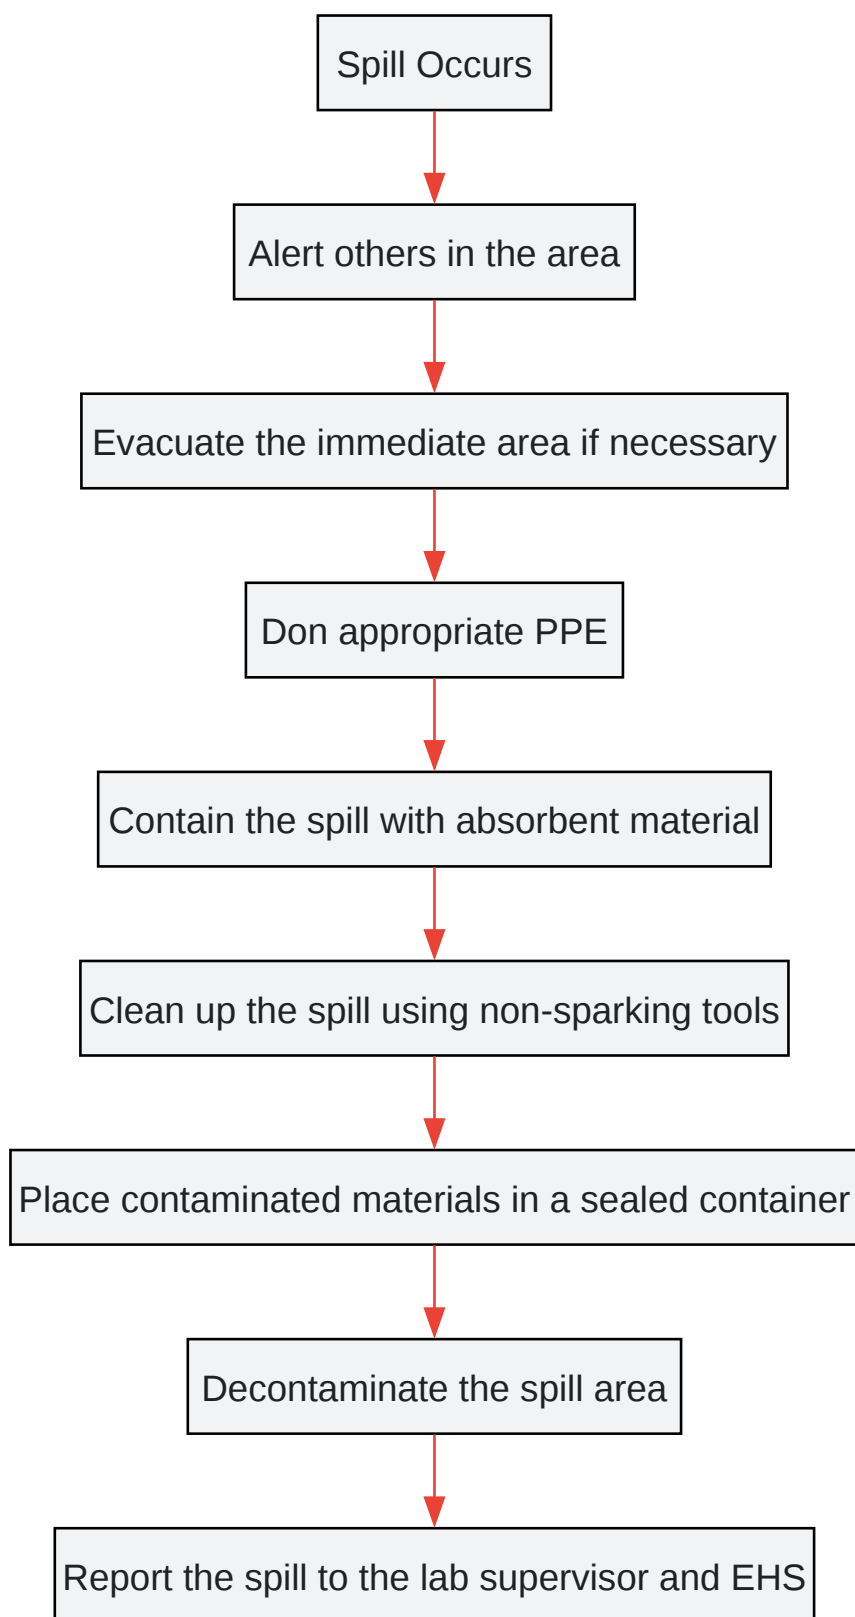 Spill Occurs
Alert others in the area
Evacuate the immediate area if necessary
Don appropriate PPE
Contain the spill with absorbent material
Clean up the spill using non-sparking tools
Place contaminated materials in a sealed container
Decontaminate the spill area
Report the spill to the lab supervisor and EHS